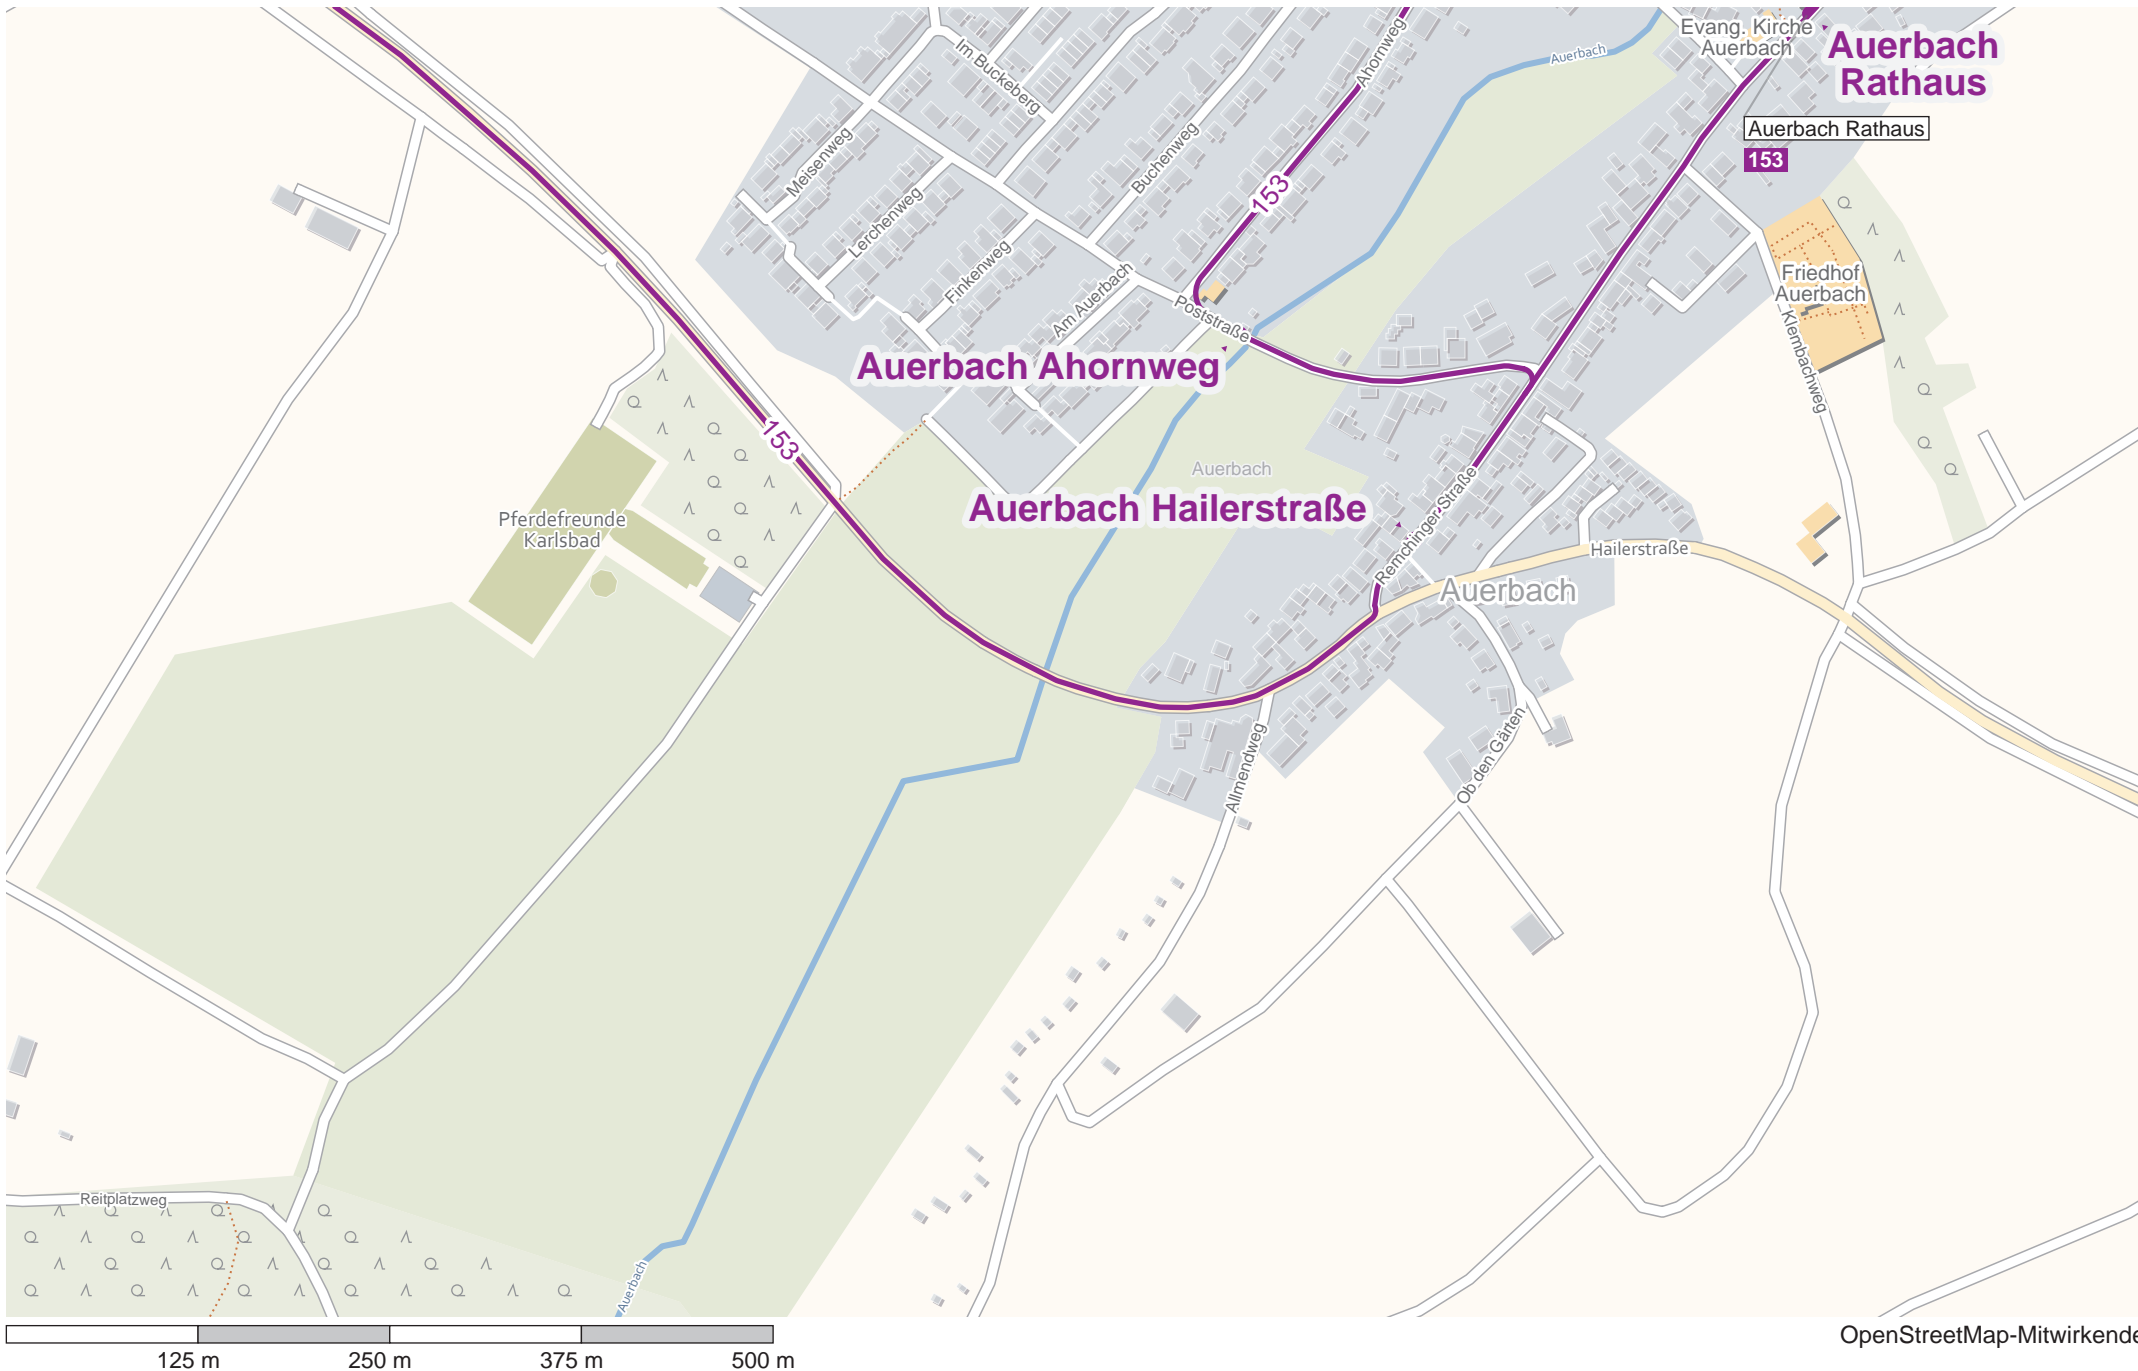 Evang. Kirche
Auerbach
Auerbach
Rathaus
Auerbach Rathaus
153
Im Buckeberg
Ahornweg
Auerbach
Meisenweg
Buchenweg
Lerchenweg
153
Finkenweg
Am Auerbach
Poststraße
Friedhof
Auerbach
Klembachweg
Auerbach Ahornweg
153
Auerbach
Auerbach Hailerstraße
Remchinger Straße
Pferdefreunde
Karlsbad
Hailerstraße
Auerbach
Allmendweg
Ob den Gärten
Reitplatzweg
Auerbach
125 m
250 m
375 m
500 m
OpenStreetMap-Mitwirkende